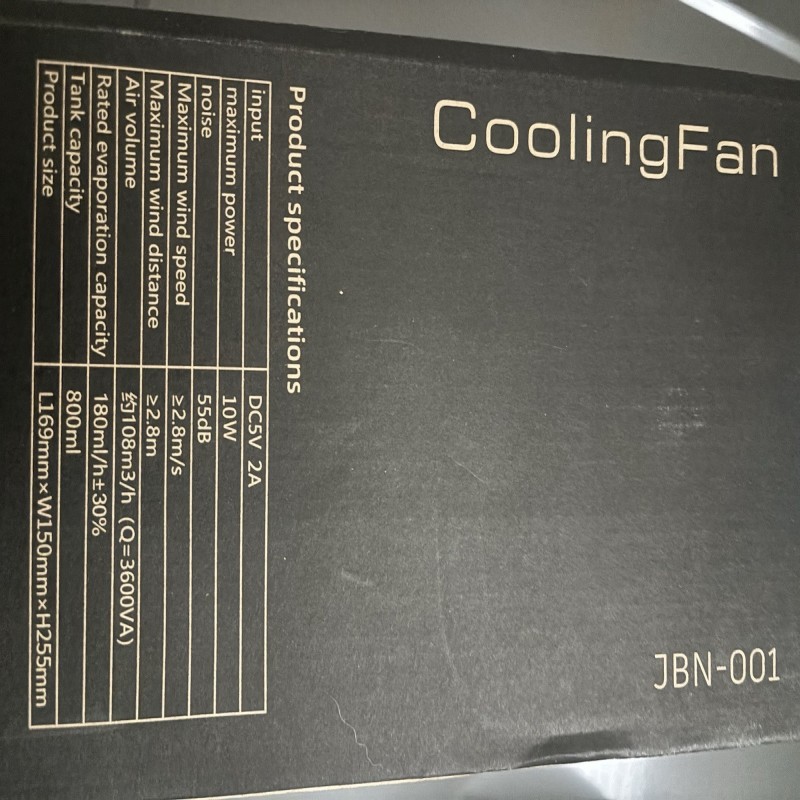 CoolingFan
JBN-001
Product specifications
input DC5V 2A
maximum power 10W
noise 55dB
Maximum wind speed ≥2.8m/s
Maximum wind distance ≥2.8m
Air volume 约108m3/h (Q=3600VA)
Rated evaporation capacity 180ml/h±30%
Tank capacity 800ml
Product size L169mm×W150mm×H255mm